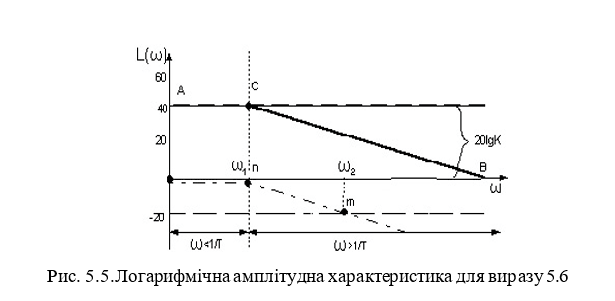 L(ω)
60
A
C
40
20
20lgK
ω₁ n
ω₂
B
ω
m
-20
ω<1/T
ω>1/T
Рис. 5.5.Логарифмічна амплітудна характеристика для виразу 5.6